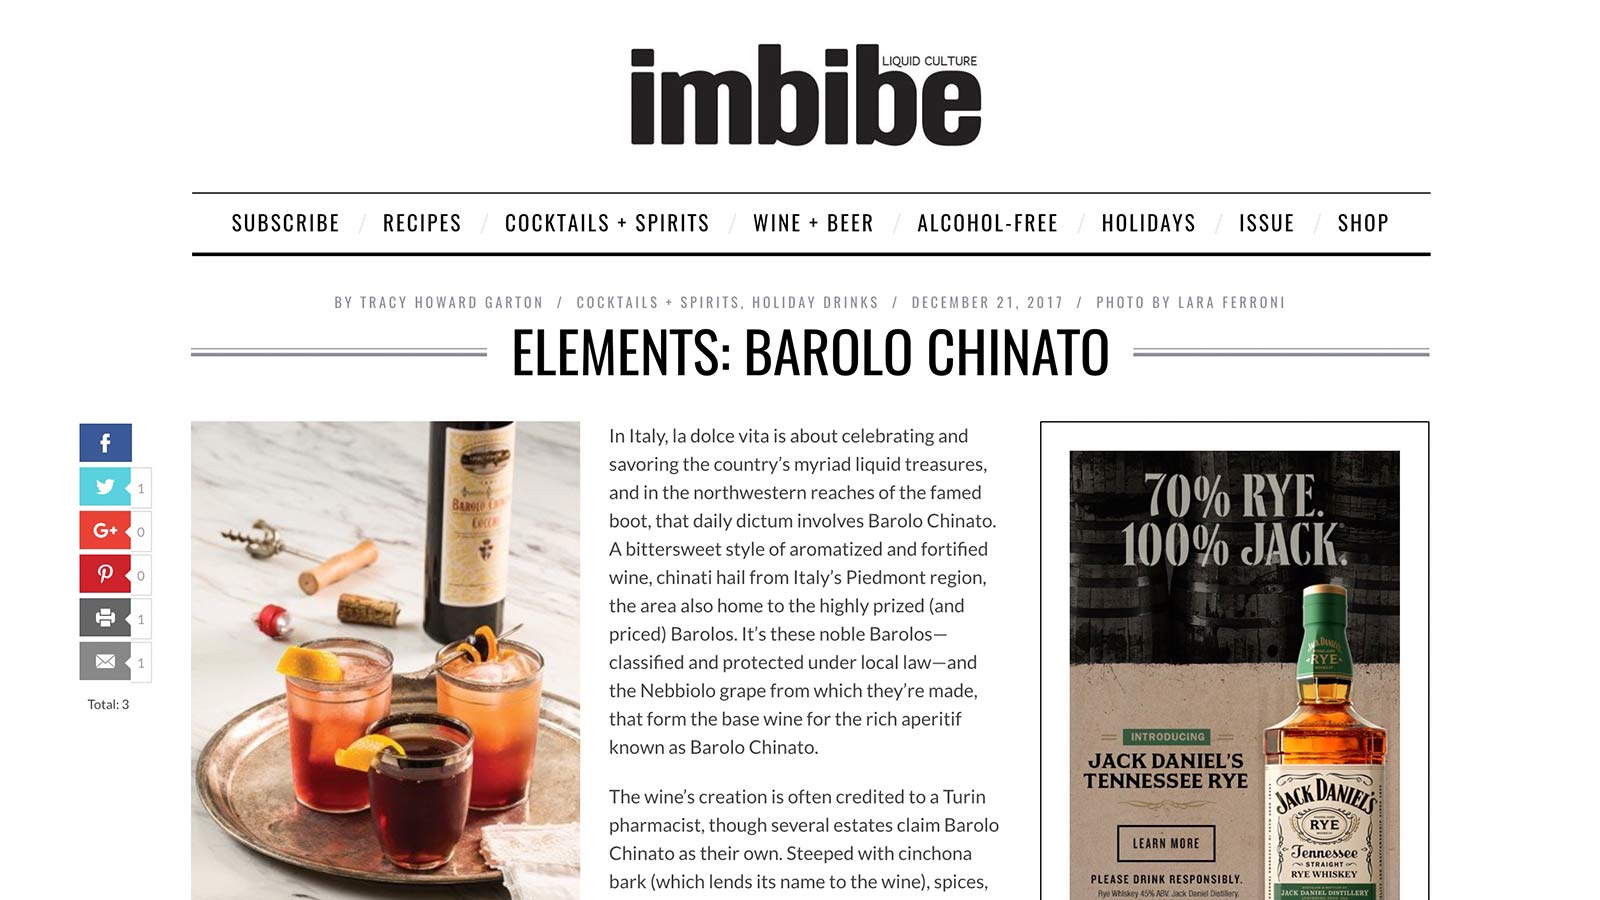 imbibe
LIQUID CULTURE
SUBSCRIBE / RECIPES / COCKTAILS + SPIRITS / WINE + BEER / ALCOHOL-FREE / HOLIDAYS / ISSUE / SHOP
BY TRACY HOWARD GARTON / COCKTAILS + SPIRITS, HOLIDAY DRINKS / DECEMBER 21, 2017 / PHOTO BY LARA FERRONI
ELEMENTS: BAROLO CHINATO
f
1
G+ 0
0
1
1
Total: 3
BAROLO
In Italy, la dolce vita is about celebrating and
savoring the country’s myriad liquid treasures,
and in the northwestern reaches of the famed
boot, that daily dictum involves Barolo Chinato.
A bittersweet style of aromatized and fortified
wine, chinati hail from Italy’s Piedmont region,
the area also home to the highly prized (and
priced) Barolos. It’s these noble Barolos—
classified and protected under local law—and
the Nebbiolo grape from which they’re made,
that form the base wine for the rich aperitif
known as Barolo Chinato.
The wine’s creation is often credited to a Turin
pharmacist, though several estates claim Barolo
Chinato as their own. Steeped with cinchona
bark (which lends its name to the wine), spices,
70% RYE.
100% JACK.
INTRODUCING
JACK DANIEL’S
TENNESSEE RYE
LEARN MORE
PLEASE DRINK RESPONSIBLY.
Rye Whiskey 45% ABV. Jack Daniel Distillery.
JACK DANIEL'S
RYE
JACK DANIEL'S
RYE
Tennessee
STRAIGHT
RYE WHISKEY
JACK DANIEL DISTILLERY